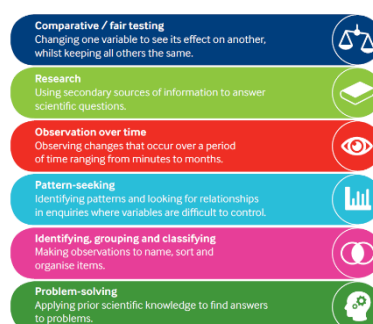 Comparative / fair testing
Changing one variable to see its effect on another,
whilst keeping all others the same.
Research
Using secondary sources of information to answer
scientific questions.
Observation over time
Observing changes that occur over a period
of time ranging from minutes to months.
Pattern-seeking
Identifying patterns and looking for relationships
in enquiries where variables are difficult to control.
Identifying, grouping and classifying
Making observations to name, sort and
organise items.
Problem-solving
Applying prior scientific knowledge to find answers
to problems.